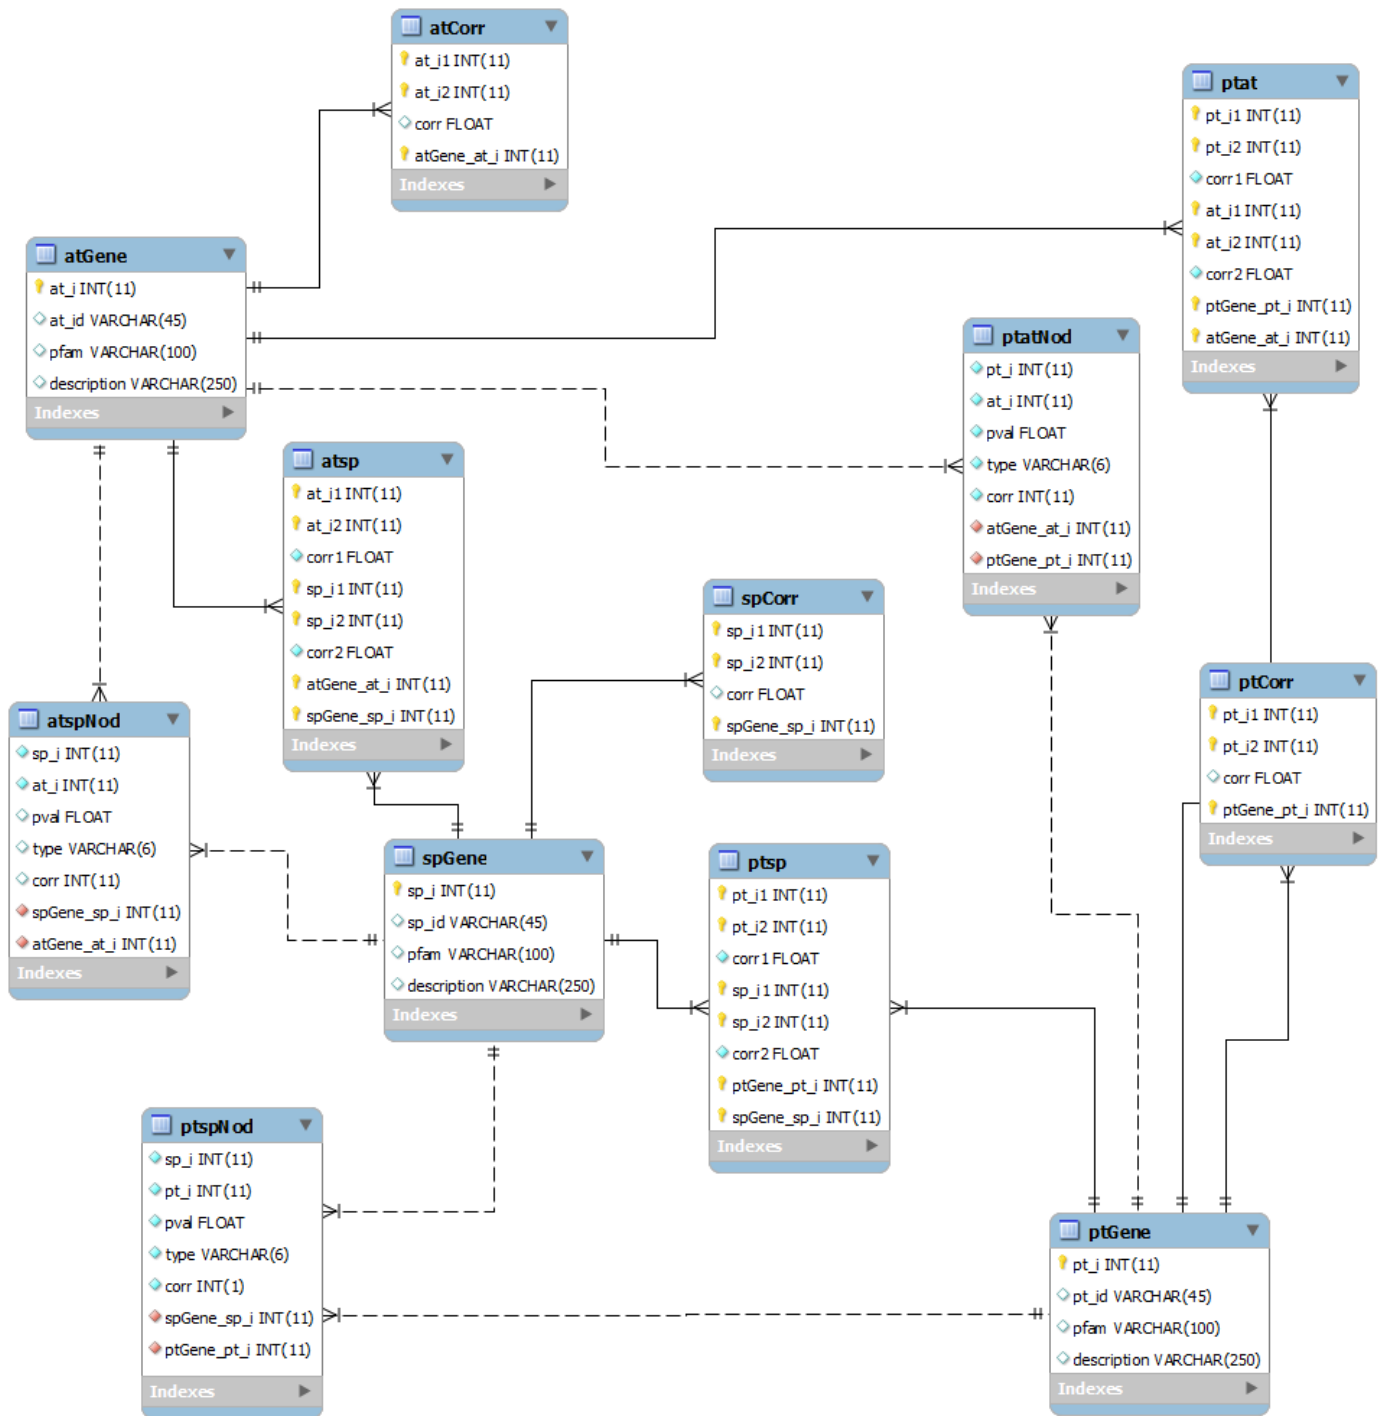 atCorr
at_i1 INT(11)
at_i2 INT(11)
corr FLOAT
atGene_at_i INT(11)
Indexes
ptat
pt_i1 INT(11)
pt_i2 INT(11)
corr1 FLOAT
at_i1 INT(11)
at_i2 INT(11)
corr2 FLOAT
ptGene_pt_i INT(11)
atGene_at_i INT(11)
Indexes
atGene
at_i INT(11)
at_id VARCHAR(45)
pfam VARCHAR(100)
description VARCHAR(250)
Indexes
ptatNod
pt_i INT(11)
at_i INT(11)
pval FLOAT
type VARCHAR(6)
corr INT(11)
atGene_at_i INT(11)
ptGene_pt_i INT(11)
Indexes
atsp
at_i1 INT(11)
at_i2 INT(11)
corr1 FLOAT
sp_i1 INT(11)
sp_i2 INT(11)
corr2 FLOAT
atGene_at_i INT(11)
spGene_sp_i INT(11)
Indexes
spCorr
sp_i1 INT(11)
sp_i2 INT(11)
corr FLOAT
spGene_sp_i INT(11)
Indexes
ptCorr
pt_i1 INT(11)
pt_i2 INT(11)
corr FLOAT
ptGene_pt_i INT(11)
Indexes
atspNod
sp_i INT(11)
at_i INT(11)
pval FLOAT
type VARCHAR(6)
corr INT(11)
spGene_sp_i INT(11)
atGene_at_i INT(11)
Indexes
spGene
sp_i INT(11)
sp_id VARCHAR(45)
pfam VARCHAR(100)
description VARCHAR(250)
Indexes
ptsp
pt_i1 INT(11)
pt_i2 INT(11)
corr1 FLOAT
sp_i1 INT(11)
sp_i2 INT(11)
corr2 FLOAT
ptGene_pt_i INT(11)
spGene_sp_i INT(11)
Indexes
ptspNod
sp_i INT(11)
pt_i INT(11)
pval FLOAT
type VARCHAR(6)
corr INT(1)
spGene_sp_i INT(11)
ptGene_pt_i INT(11)
Indexes
ptGene
pt_i INT(11)
pt_id VARCHAR(45)
pfam VARCHAR(100)
description VARCHAR(250)
Indexes